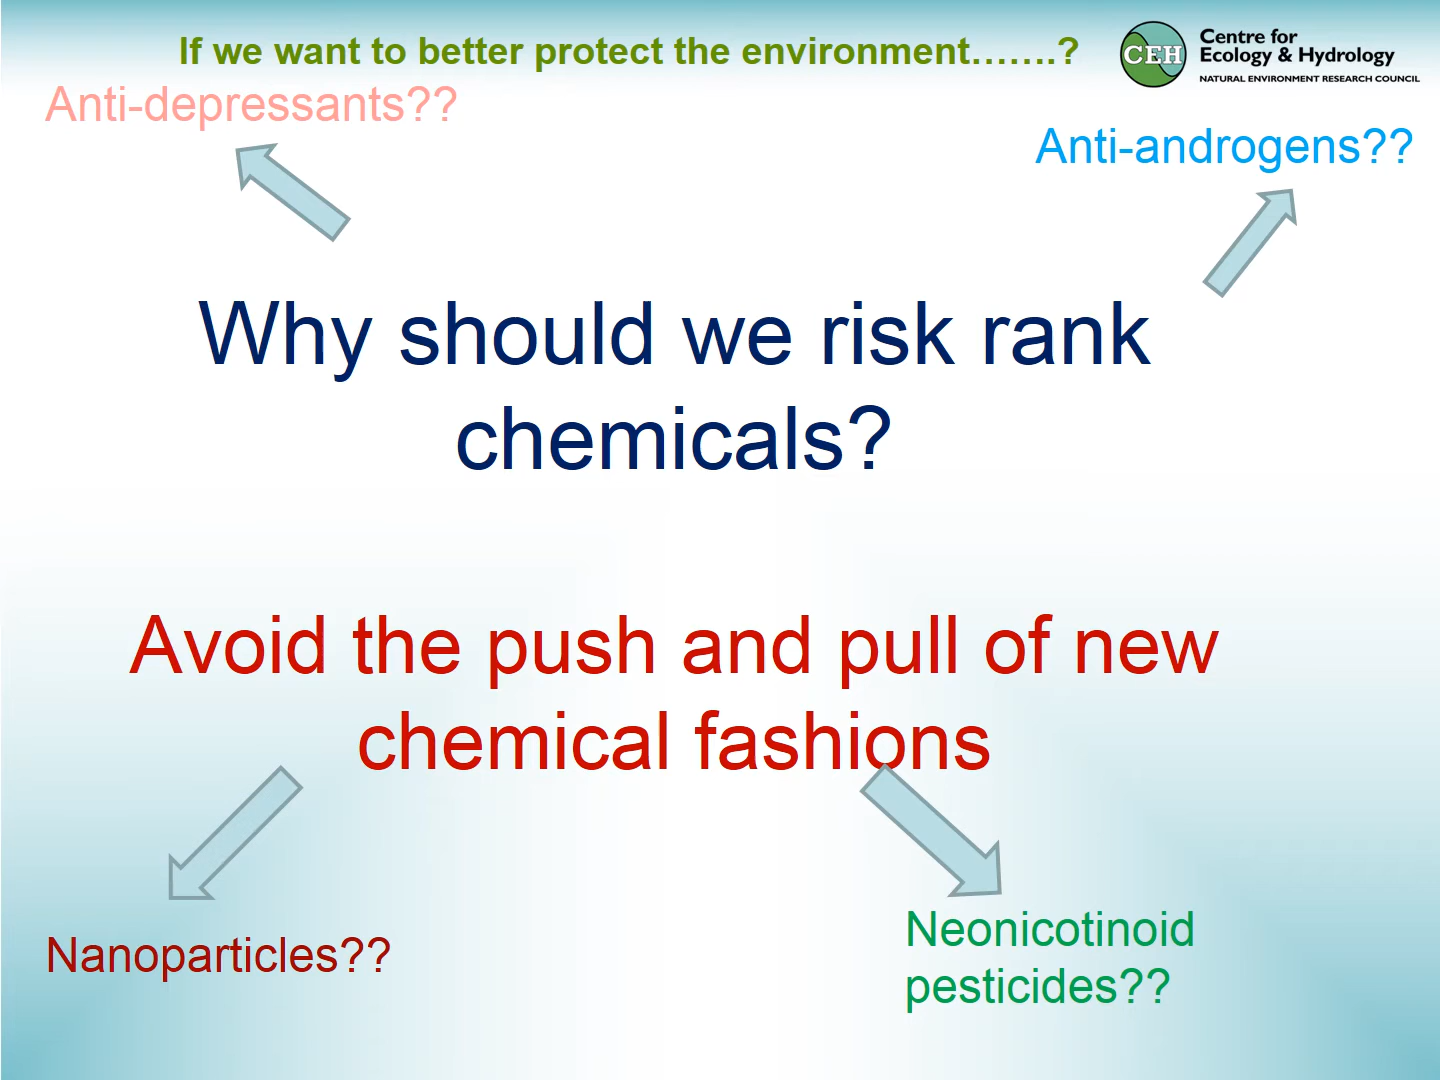 If we want to better protect the environment…….?
CEH
Centre for
Ecology & Hydrology
NATURAL ENVIRONMENT RESEARCH COUNCIL
Anti-depressants??
Anti-androgens??
Why should we risk rank
chemicals?
Avoid the push and pull of new
chemical fashions
Nanoparticles??
Neonicotinoid
pesticides??